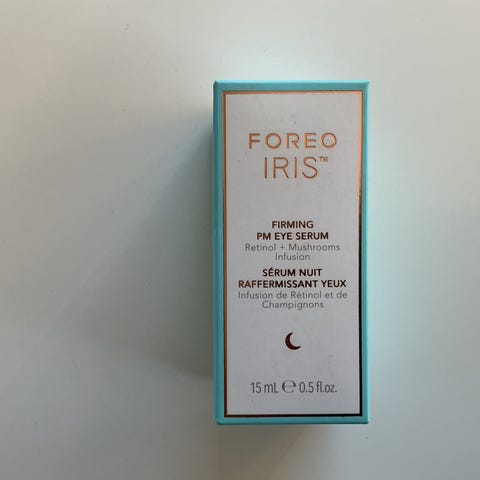 FOREO
IRIS™
FIRMING
PM EYE SERUM
Retinol + Mushrooms
Infusion
SÉRUM NUIT
RAFFERMISSANT YEUX
Infusion de Rétinol et de
Champignons
15 mL ℮ 0.5 fl.oz.